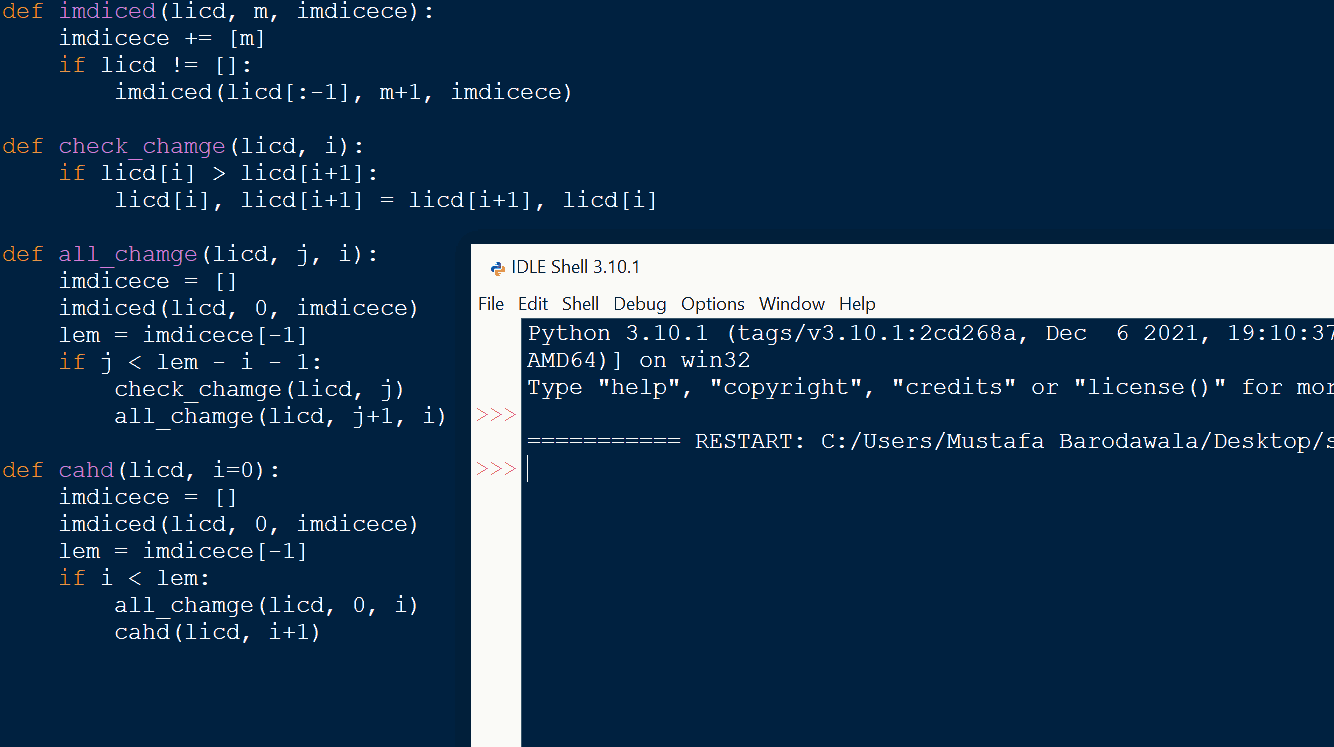 def imdiced(licd, m, imdicece):
    imdicece += [m]
    if licd != []:
        imdiced(licd[:-1], m+1, imdicece)
def check_chamge(licd, i):
    if licd[i] > licd[i+1]:
        licd[i], licd[i+1] = licd[i+1], licd[i]
def all_chamge(licd, j, i):
    imdicece = []
    imdiced(licd, 0, imdicece)
    lem = imdicece[-1]
    if j < lem - i - 1:
        check_chamge(licd, j)
        all_chamge(licd, j+1, i)
def cahd(licd, i=0):
    imdicece = []
    imdiced(licd, 0, imdicece)
    lem = imdicece[-1]
    if i < lem:
        all_chamge(licd, 0, i)
        cahd(licd, i+1)
IDLE Shell 3.10.1
File Edit Shell Debug Options Window Help
Python 3.10.1 (tags/v3.10.1:2cd268a, Dec  6 2021, 19:10:37
AMD64)] on win32
Type "help", "copyright", "credits" or "license()" for mor
>>>
=========== RESTART: C:/Users/Mustafa Barodawala/Desktop/s
>>>